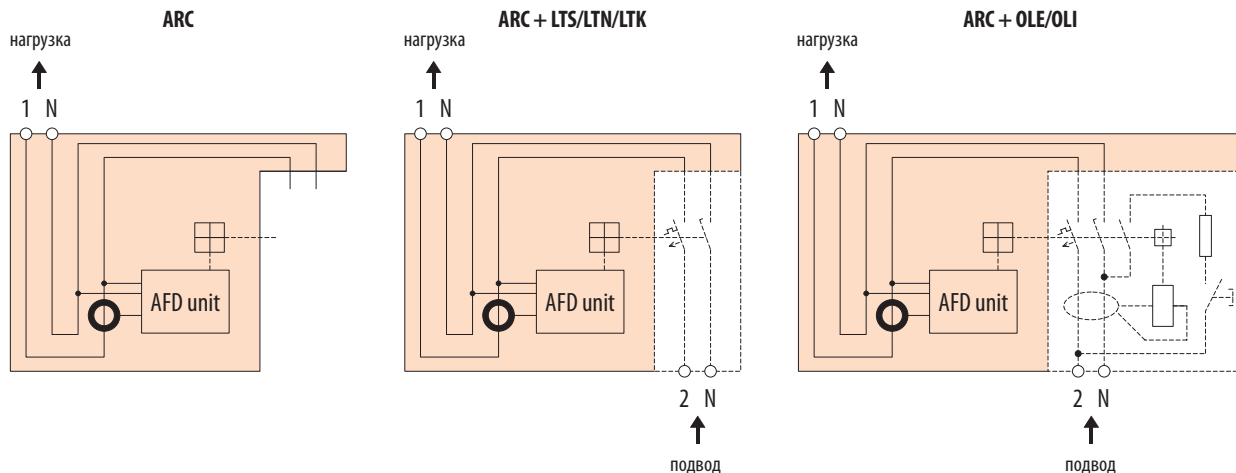 ARC
нагрузка
1 N
AFD unit
ARC + LTS/LTN/LTK
нагрузка
1 N
AFD unit
2 N
подвод
ARC + OLE/OLI
нагрузка
1 N
AFD unit
2 N
подвод